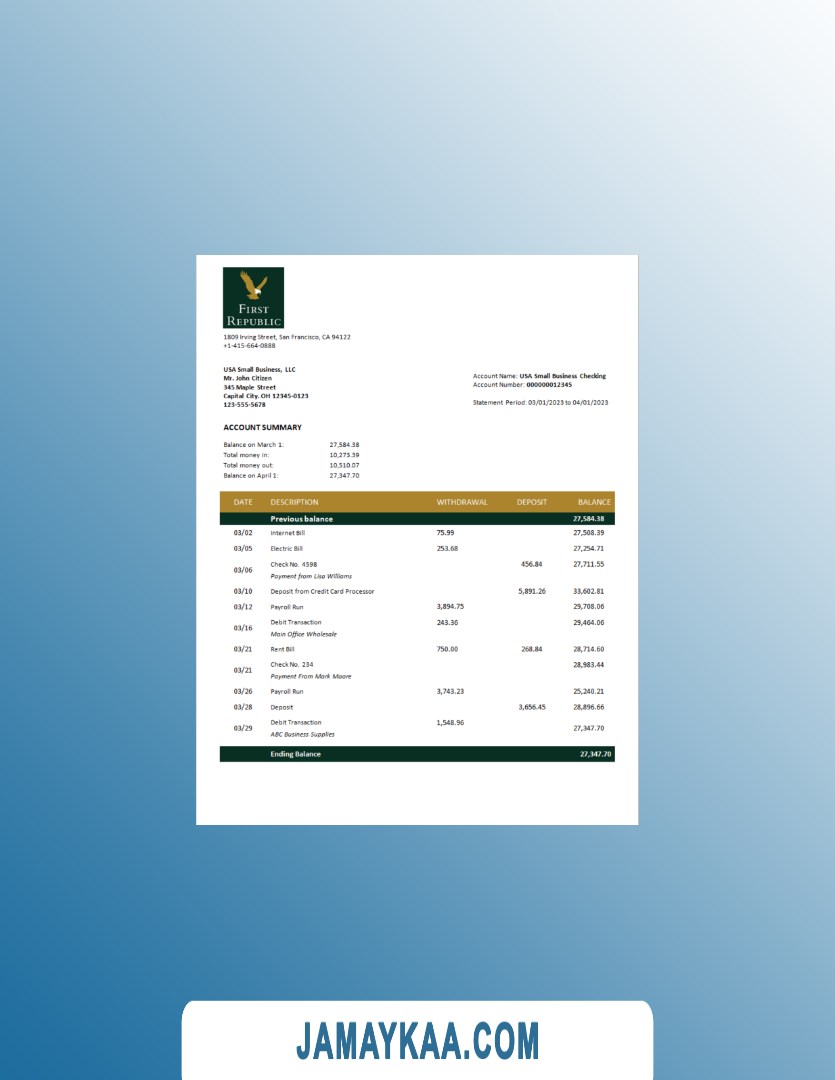 FIRST
REPUBLIC
1809 Irving Street, San Francisco, CA 94122
+1-415-664-0888
USA Small Business, LLC
Mr. John Citizen
345 Maple Street
Capital City. OH 12345-0123
123-555-5678
Account Name: USA Small Business Checking
Account Number: 000000012345
Statement Period: 03/01/2023 to 04/01/2023
ACCOUNT SUMMARY
Balance on March 1: 27,584.38
Total money in: 10,273.39
Total money out: 10,510.07
Balance on April 1: 27,347.70
DATE DESCRIPTION WITHDRAWAL DEPOSIT BALANCE
Previous balance 27,584.38
03/02 Internet Bill 75.99 27,508.39
03/05 Electric Bill 253.68 27,254.71
03/06 Check No. 4598 456.84 27,711.55
Payment from Lisa Williams
03/10 Deposit from Credit Card Processor 5,891.26 33,602.81
03/12 Payroll Run 3,894.75 29,708.06
03/16 Debit Transaction 243.36 29,464.06
Main Office Wholesale
03/21 Rent Bill 750.00 268.84 28,714.60
03/21 Check No. 234 28,983.44
Payment From Mark Moore
03/26 Payroll Run 3,743.23 25,240.21
03/28 Deposit 3,656.45 28,896.66
03/29 Debit Transaction 1,548.96 27,347.70
ABC Business Supplies
Ending Balance 27,347.70
JAMAYKAA.COM